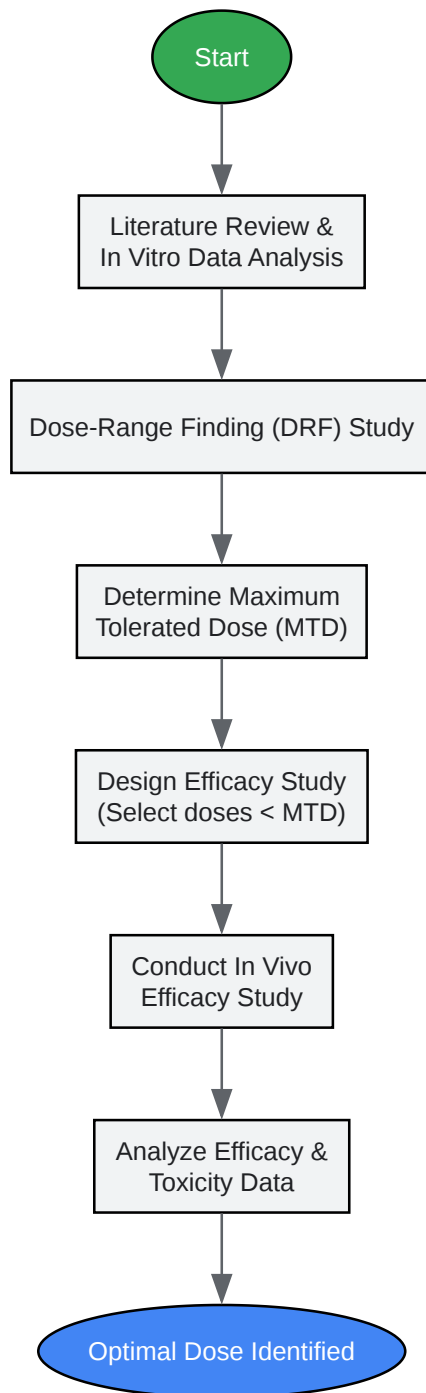 Start
Literature Review &
In Vitro Data Analysis
Dose-Range Finding (DRF) Study
Determine Maximum
Tolerated Dose (MTD)
Design Efficacy Study
(Select doses < MTD)
Conduct In Vivo
Efficacy Study
Analyze Efficacy &
Toxicity Data
Optimal Dose Identified